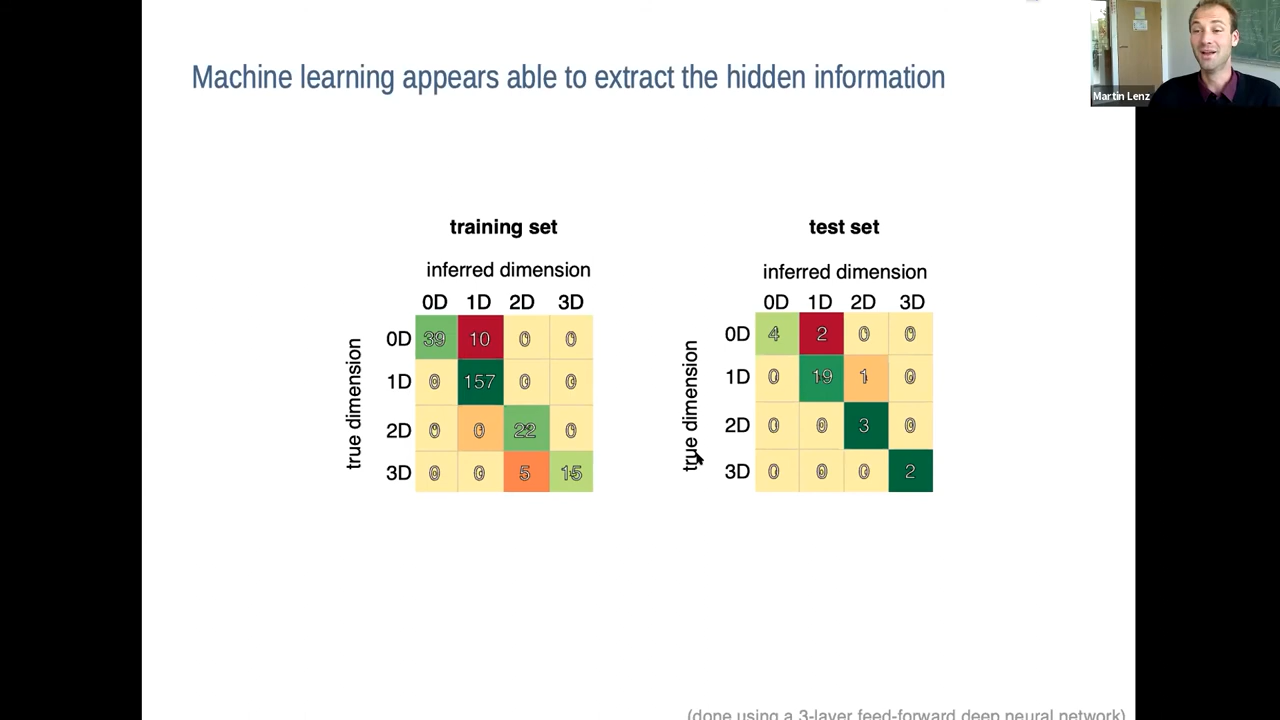 Machine learning appears able to extract the hidden information
Martin Lenz
training set
inferred dimension
0D 1D 2D 3D
true dimension
0D 39 10 0 0
1D 0 157 0 0
2D 0 0 22 0
3D 0 0 5 15
test set
inferred dimension
0D 1D 2D 3D
true dimension
0D 4 2 0 0
1D 0 19 1 0
2D 0 0 3 0
3D 0 0 0 2
(done using a 3-layer feed-forward deep neural network)